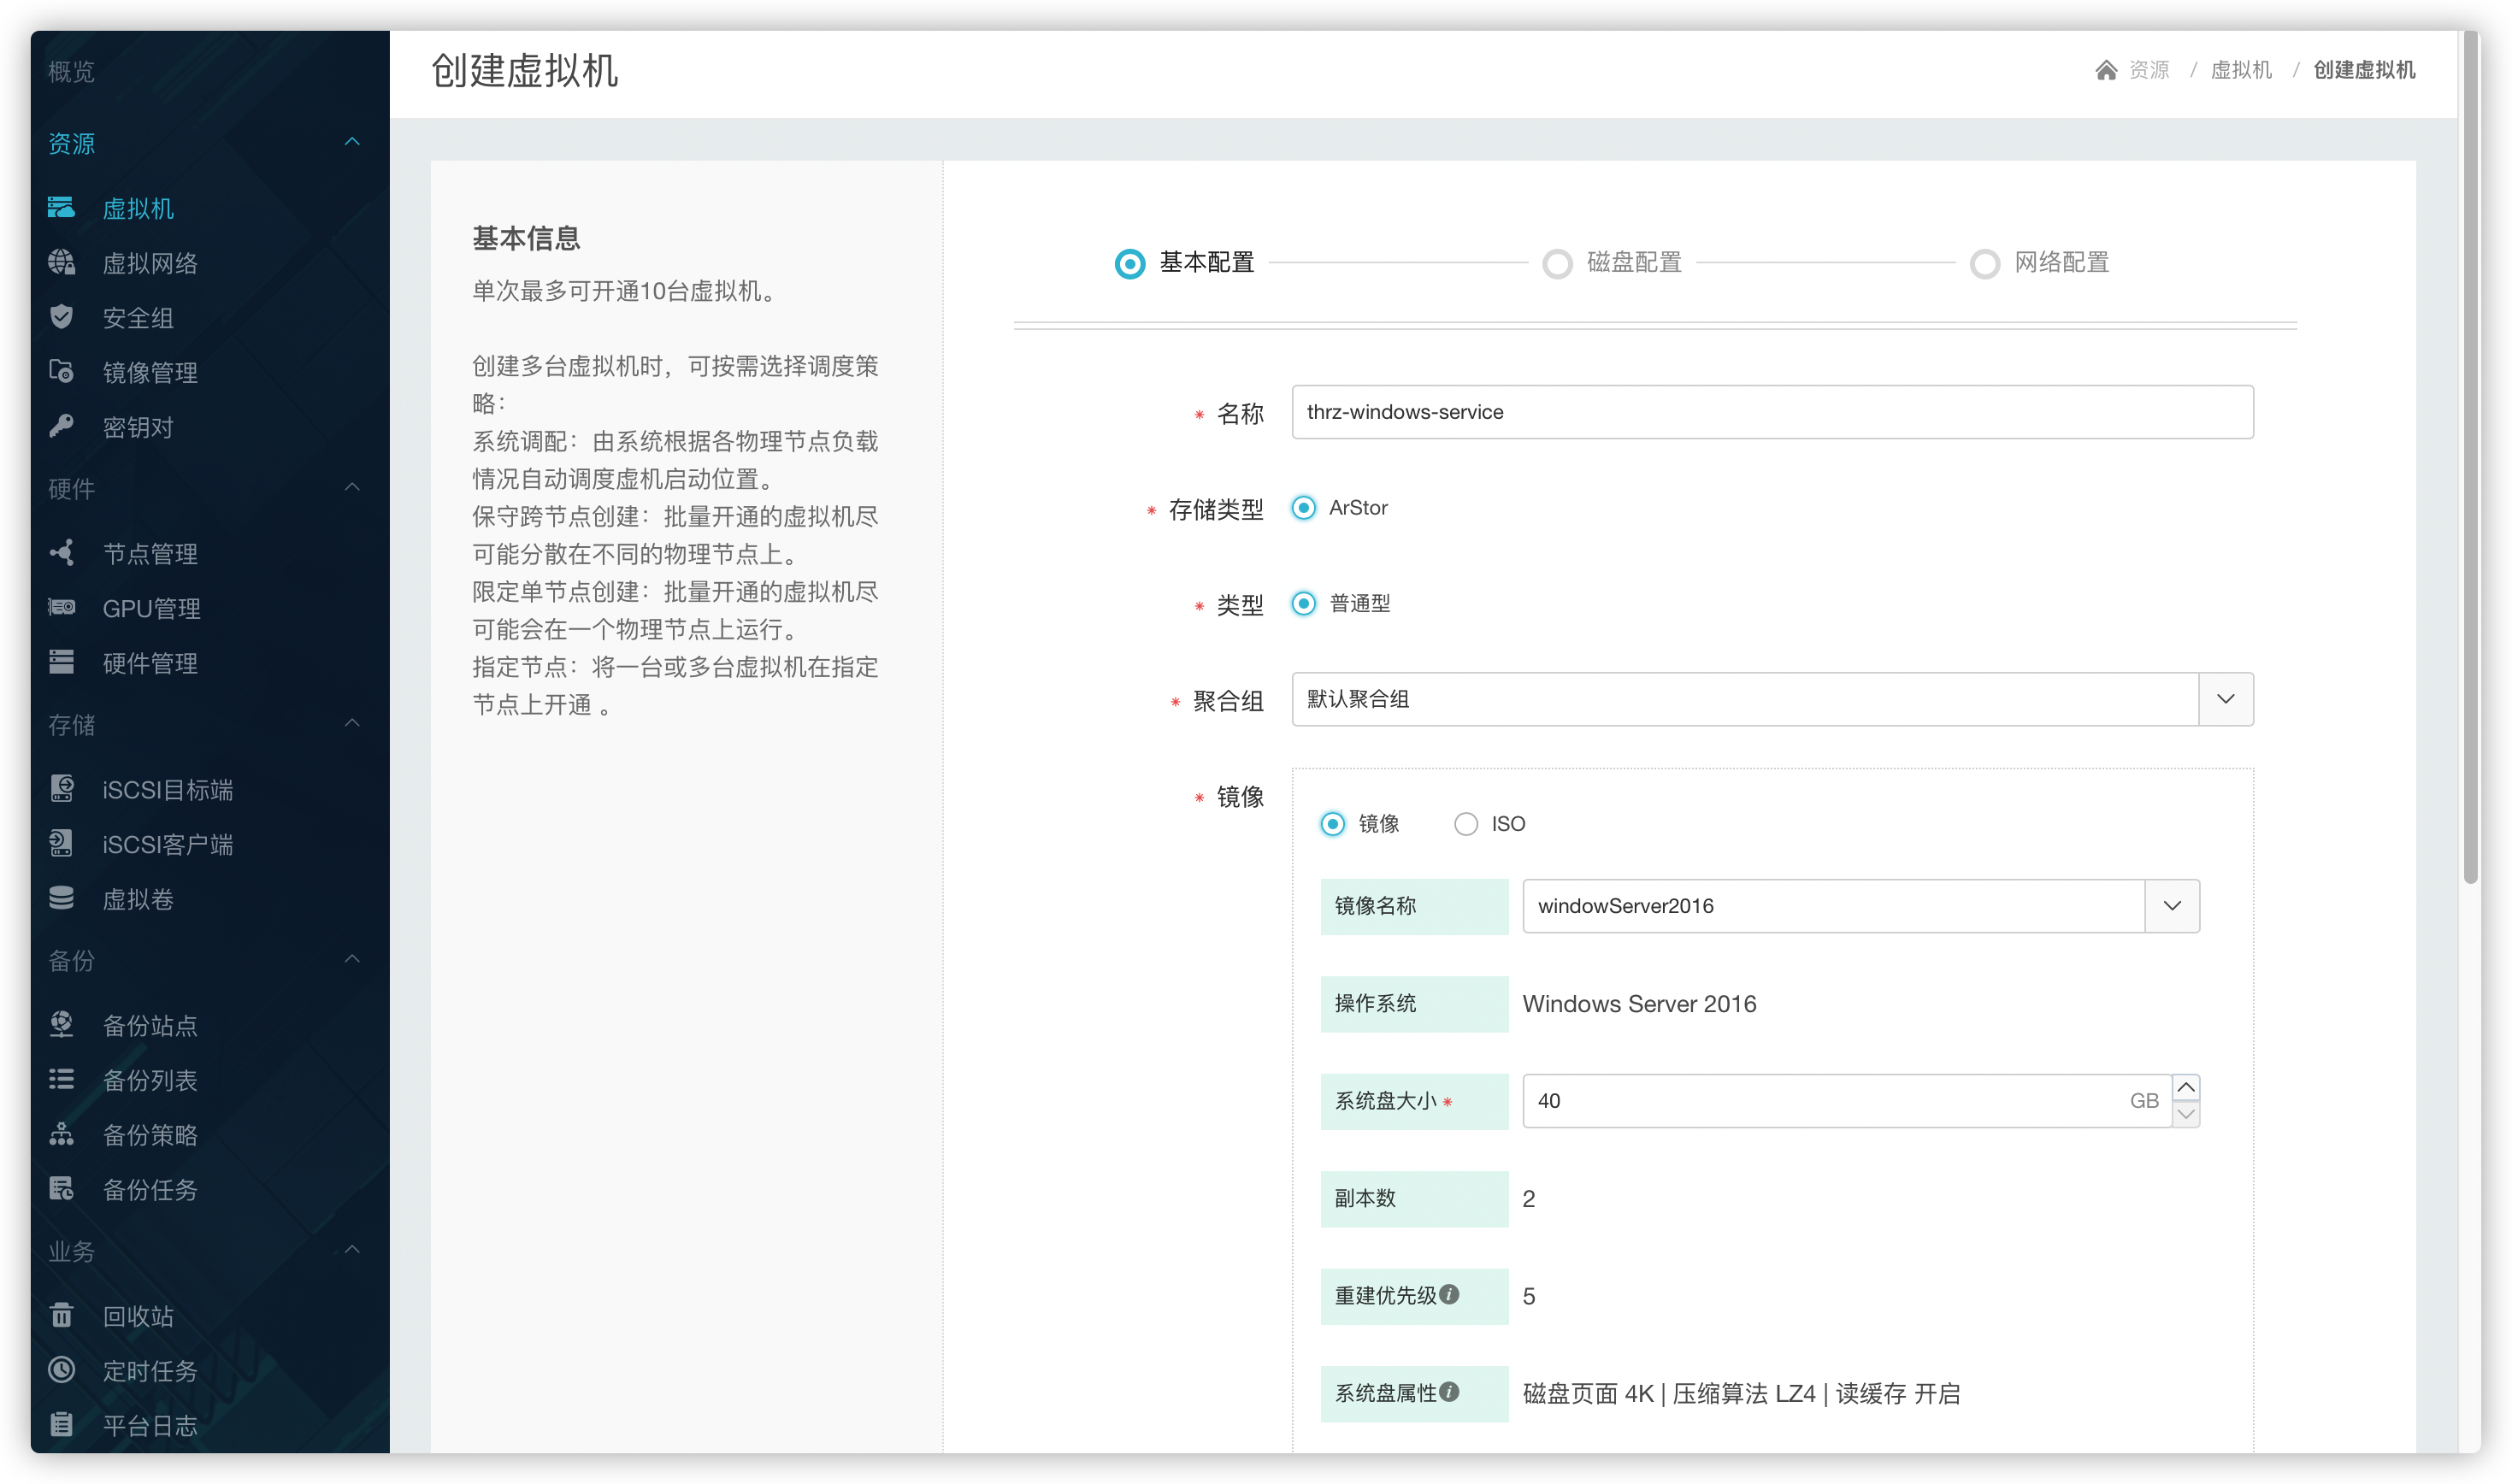 概览
资源
虚拟机
虚拟网络
安全组
镜像管理
密钥对
硬件
节点管理
GPU管理
硬件管理
存储
iSCSI目标端
iSCSI客户端
虚拟卷
备份
备份站点
备份列表
备份策略
备份任务
业务
回收站
定时任务
平台日志
创建虚拟机
资源 / 虚拟机 / 创建虚拟机
基本信息
单次最多可开通10台虚拟机。
创建多台虚拟机时，可按需选择调度策
略：
系统调配：由系统根据各物理节点负载
情况自动调度虚机启动位置。
保守跨节点创建：批量开通的虚拟机尽
可能分散在不同的物理节点上。
限定单节点创建：批量开通的虚拟机尽
可能会在一个物理节点上运行。
指定节点：将一台或多台虚拟机在指定
节点上开通 。
基本配置 磁盘配置 网络配置
* 名称 thrz-windows-service
* 存储类型 ArStor
* 类型 普通型
* 聚合组 默认聚合组
* 镜像
镜像 ISO
镜像名称 windowServer2016
操作系统 Windows Server 2016
系统盘大小 * 40 GB
副本数 2
重建优先级 5
系统盘属性 磁盘页面 4K | 压缩算法 LZ4 | 读缓存 开启